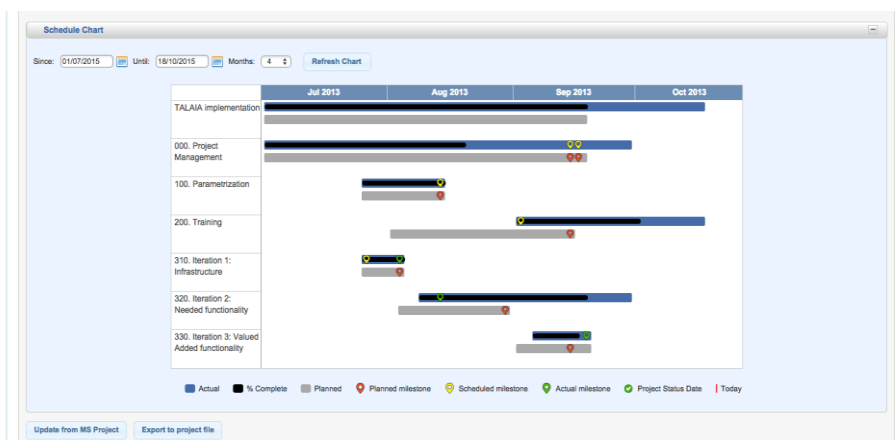 Schedule Chart
Since: 01/07/2015 Until: 18/10/2015 Months: 4 Refresh Chart
Jul 2013 Aug 2013 Sep 2013 Oct 2013
TALAIA implementation
000. Project
Management
100. Parametrization
200. Training
310. Iteration 1:
Infrastructure
320. Iteration 2:
Needed functionality
330. Iteration 3: Valued
Added functionality
Actual % Complete Planned Planned milestone Scheduled milestone Actual milestone Project Status Date Today
Update from MS Project Export to project file